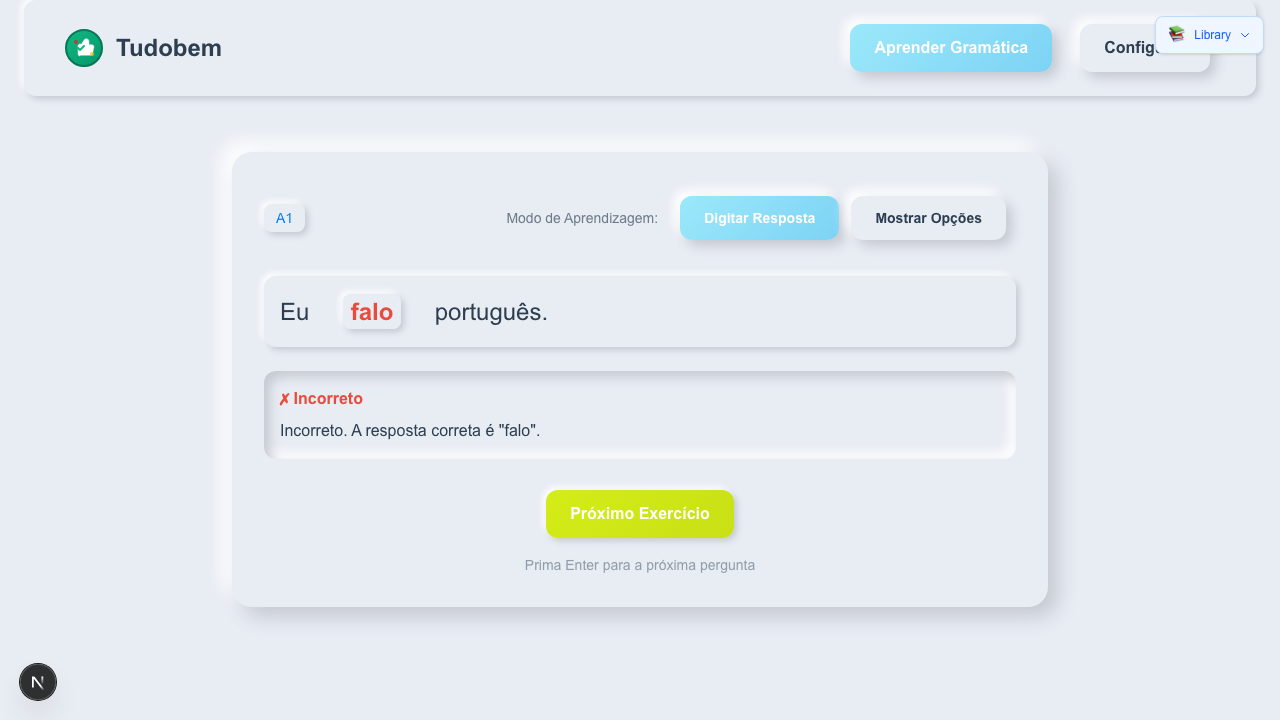 Tudobem
Aprender Gramática
Config
Library
A1
Modo de Aprendizagem:
Digitar Resposta
Mostrar Opções
Eu falo português.
✗ Incorreto
Incorreto. A resposta correta é "falo".
Próximo Exercício
Prima Enter para a próxima pergunta
N